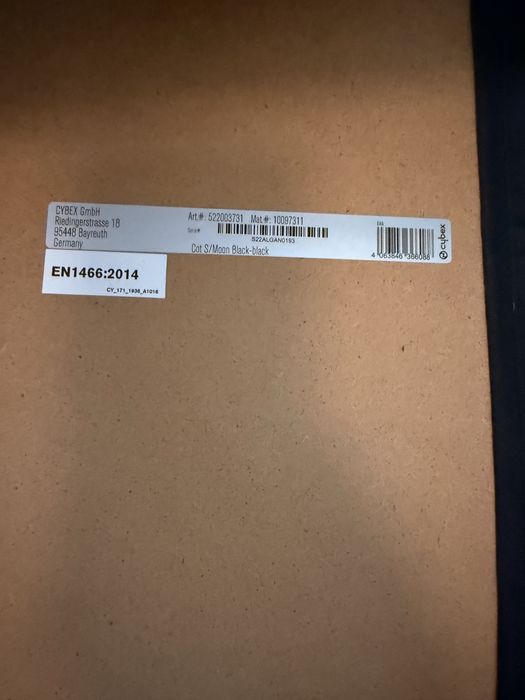 CYBEX GmbH
Riedingerstrasse 18
95448 Bayreuth
Germany
Art.#: 522003731 Mat.#: 10097311
Serial#:
S22ALGAN0193
Cot S/Moon Black-black
EAN
4 063846 366088
cybex
EN1466:2014
CY_171_1936_A1016